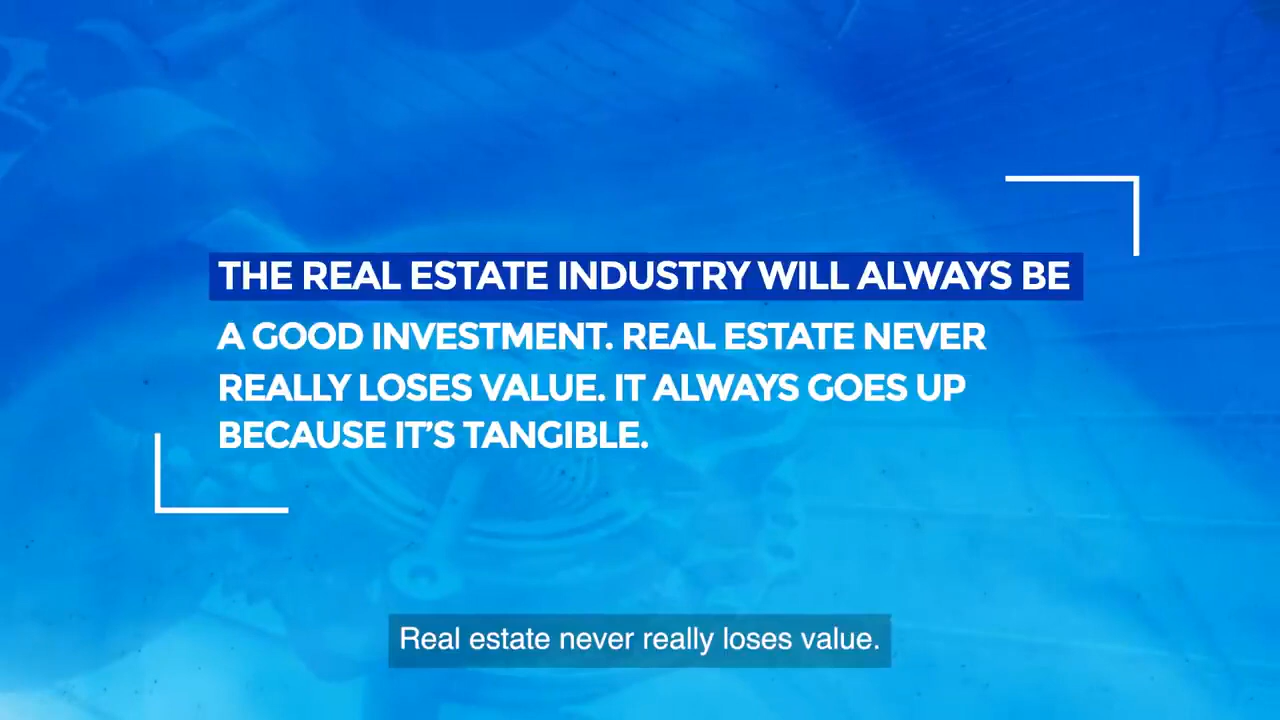 THE REAL ESTATE INDUSTRY WILL ALWAYS BE
A GOOD INVESTMENT. REAL ESTATE NEVER
REALLY LOSES VALUE. IT ALWAYS GOES UP
BECAUSE IT’S TANGIBLE.
Real estate never really loses value.